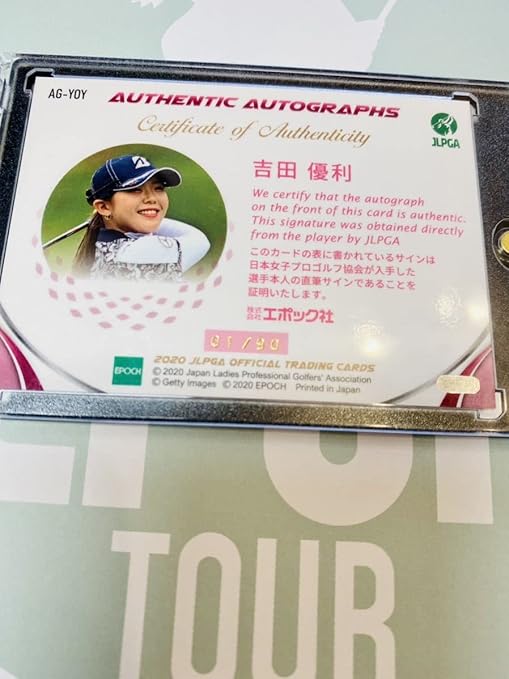 AG-YOY
AUTHENTIC AUTOGRAPHS
Certificate of Authenticity
JLPGA
吉田 優利
We certify that the autograph
on the front of this card is authentic.
This signature was obtained directly
from the player by JLPGA
このカードの表に書かれているサインは
日本女子プロゴルフ協会が入手した
選手本人の直筆サインであることを
証明いたします。
株式会社エポック社
/90
2020 JLPGA OFFICIAL TRADING CARDS
EPOCH
© 2020 Japan Ladies Professional Golfers' Association
© Getty Images © 2020 EPOCH Printed in Japan
TOUR